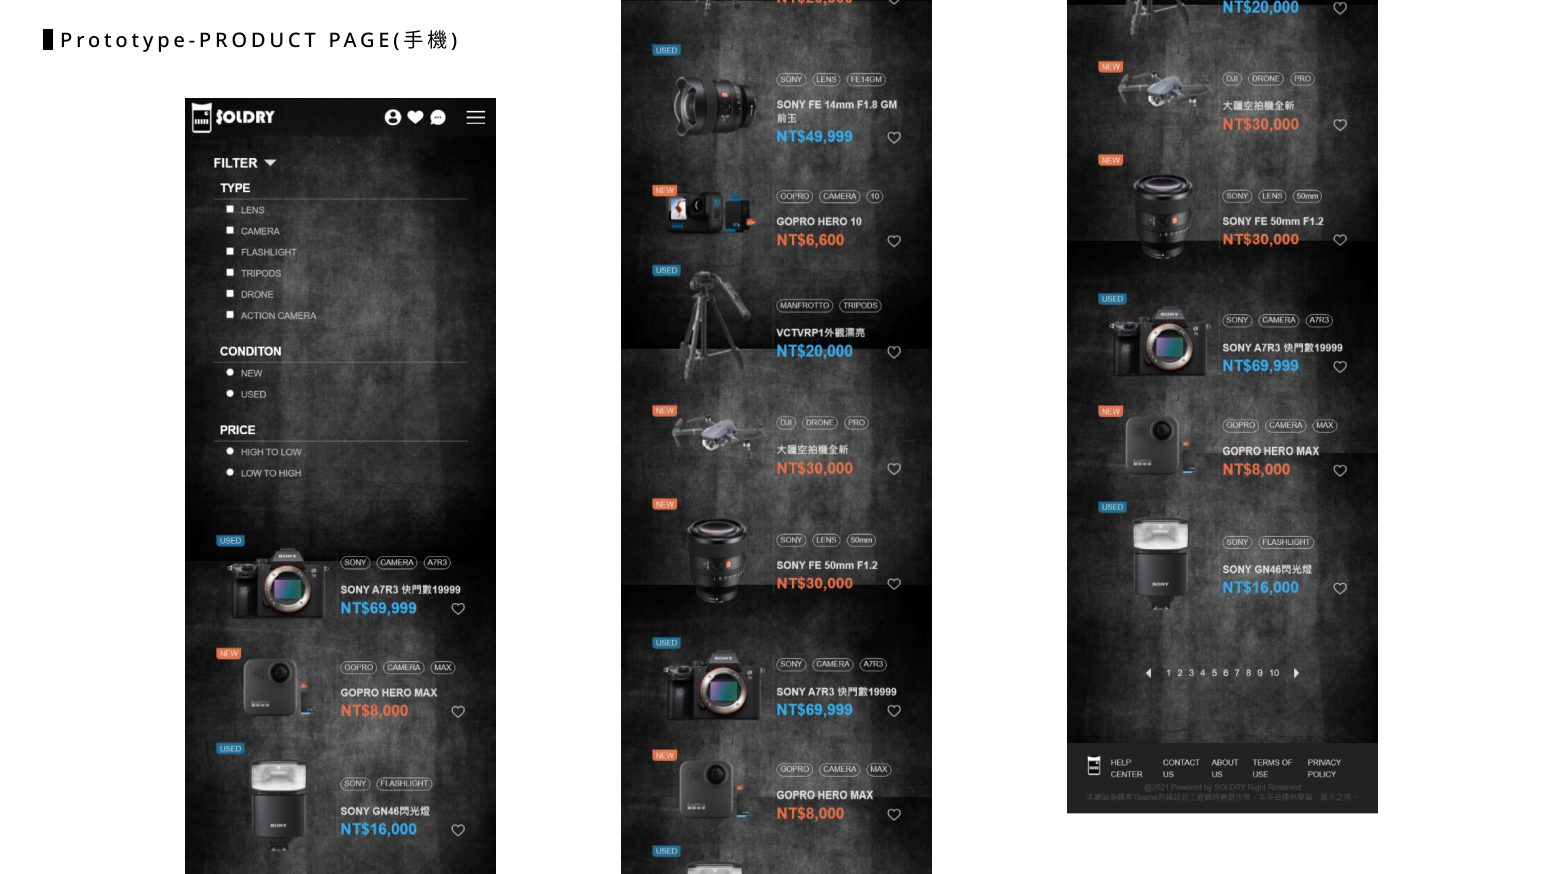 Prototype-PRODUCT PAGE(手機)
SOLDRY
FILTER
TYPE
LENS
CAMERA
FLASHLIGHT
TRIPODS
DRONE
ACTION CAMERA
CONDITON
NEW
USED
PRICE
HIGH TO LOW
LOW TO HIGH
USED
SONY CAMERA A7R3
SONY A7R3 快門數19999
NT$69,999
NEW
GOPRO CAMERA MAX
GOPRO HERO MAX
NT$8,000
USED
SONY FLASHLIGHT
SONY GN46閃光燈
NT$16,000
USED
SONY LENS FE14GM
SONY FE 14mm F1.8 GM
前玉
NT$49,999
NEW
GOPRO CAMERA 10
GOPRO HERO 10
NT$6,600
USED
MANFROTTO TRIPODS
VCTVRP1外觀漂亮
NT$20,000
NEW
DJI DRONE PRO
大疆空拍機全新
NT$30,000
NEW
SONY LENS 50mm
SONY FE 50mm F1.2
NT$30,000
USED
SONY CAMERA A7R3
SONY A7R3 快門數19999
NT$69,999
NEW
GOPRO CAMERA MAX
GOPRO HERO MAX
NT$8,000
USED
NT$20,000
NEW
DJI DRONE PRO
大疆空拍機全新
NT$30,000
NEW
SONY LENS 50mm
SONY FE 50mm F1.2
NT$30,000
USED
SONY CAMERA A7R3
SONY A7R3 快門數19999
NT$69,999
NEW
GOPRO CAMERA MAX
GOPRO HERO MAX
NT$8,000
USED
SONY FLASHLIGHT
SONY GN46閃光燈
NT$16,000
1 2 3 4 5 6 7 8 9 10
HELP CENTER
CONTACT US
ABOUT US
TERMS OF USE
PRIVACY POLICY
@2021 Powered by SOLDRY Right Reserved